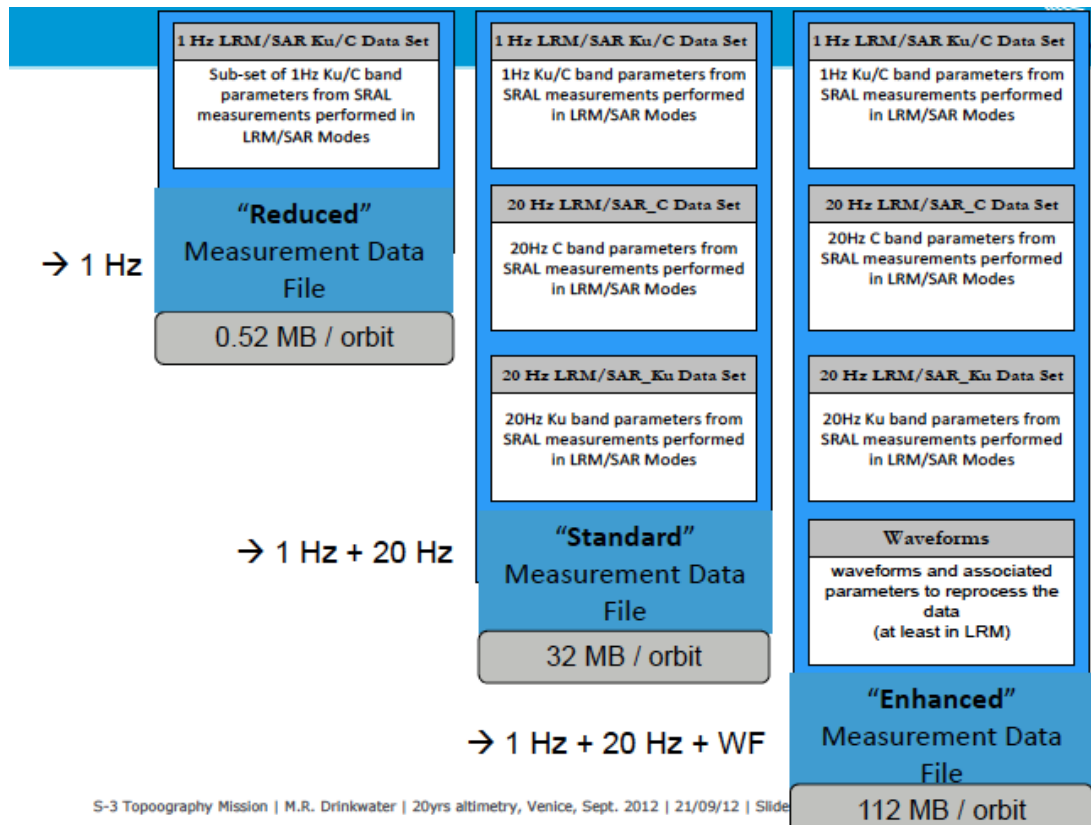 1 Hz LRM/SAR Ku/C Data Set
Sub-set of 1Hz Ku/C band
parameters from SRAL
measurements performed in
LRM/SAR Modes
→ 1 Hz
"Reduced"
Measurement Data
File
0.52 MB / orbit
1 Hz LRM/SAR Ku/C Data Set
1Hz Ku/C band parameters from
SRAL measurements performed
in LRM/SAR Modes
20 Hz LRM/SAR_C Data Set
20Hz C band parameters from
SRAL measurements performed
in LRM/SAR Modes
20 Hz LRM/SAR_Ku Data Set
20Hz Ku band parameters from
SRAL measurements performed
in LRM/SAR Modes
→ 1 Hz + 20 Hz
"Standard"
Measurement Data
File
32 MB / orbit
1 Hz LRM/SAR Ku/C Data Set
1Hz Ku/C band parameters from
SRAL measurements performed
in LRM/SAR Modes
20 Hz LRM/SAR_C Data Set
20Hz C band parameters from
SRAL measurements performed
in LRM/SAR Modes
20 Hz LRM/SAR_Ku Data Set
20Hz Ku band parameters from
SRAL measurements performed
in LRM/SAR Modes
Waveforms
waveforms and associated
parameters to reprocess the
data
(at least in LRM)
→ 1 Hz + 20 Hz + WF
"Enhanced"
Measurement Data
File
112 MB / orbit
S-3 Topoography Mission | M.R. Drinkwater | 20yrs altimetry, Venice, Sept. 2012 | 21/09/12 | Slide